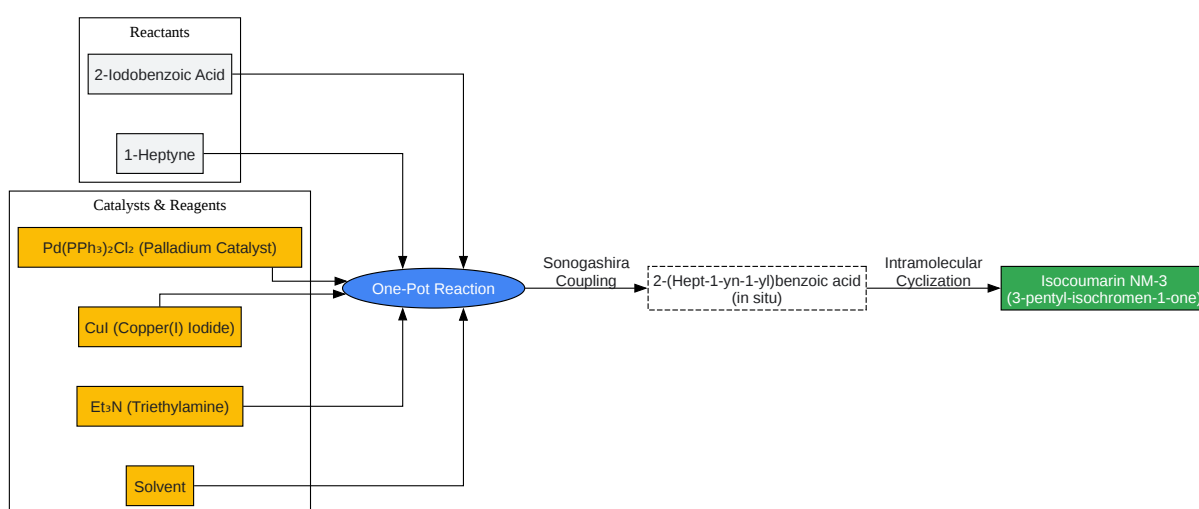 Reactants
2-Iodobenzoic Acid
1-Heptyne
Catalysts & Reagents
Pd(PPh₃)₂Cl₂ (Palladium Catalyst)
CuI (Copper(I) Iodide)
Et₃N (Triethylamine)
Solvent
One-Pot Reaction
Sonogashira
Coupling
2-(Hept-1-yn-1-yl)benzoic acid
(in situ)
Intramolecular
Cyclization
Isocoumarin NM-3
(3-pentyl-isochromen-1-one)